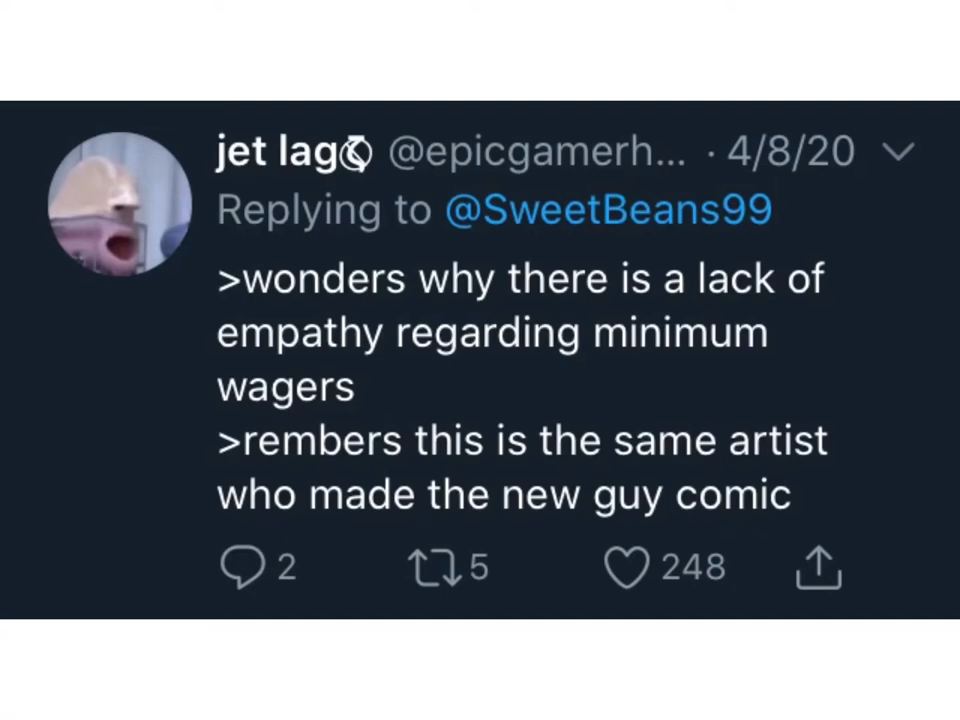 jet lag @epicgamerh... · 4/8/20
Replying to @SweetBeans99
>wonders why there is a lack of
empathy regarding minimum
wagers
>rembers this is the same artist
who made the new guy comic
2 5 248